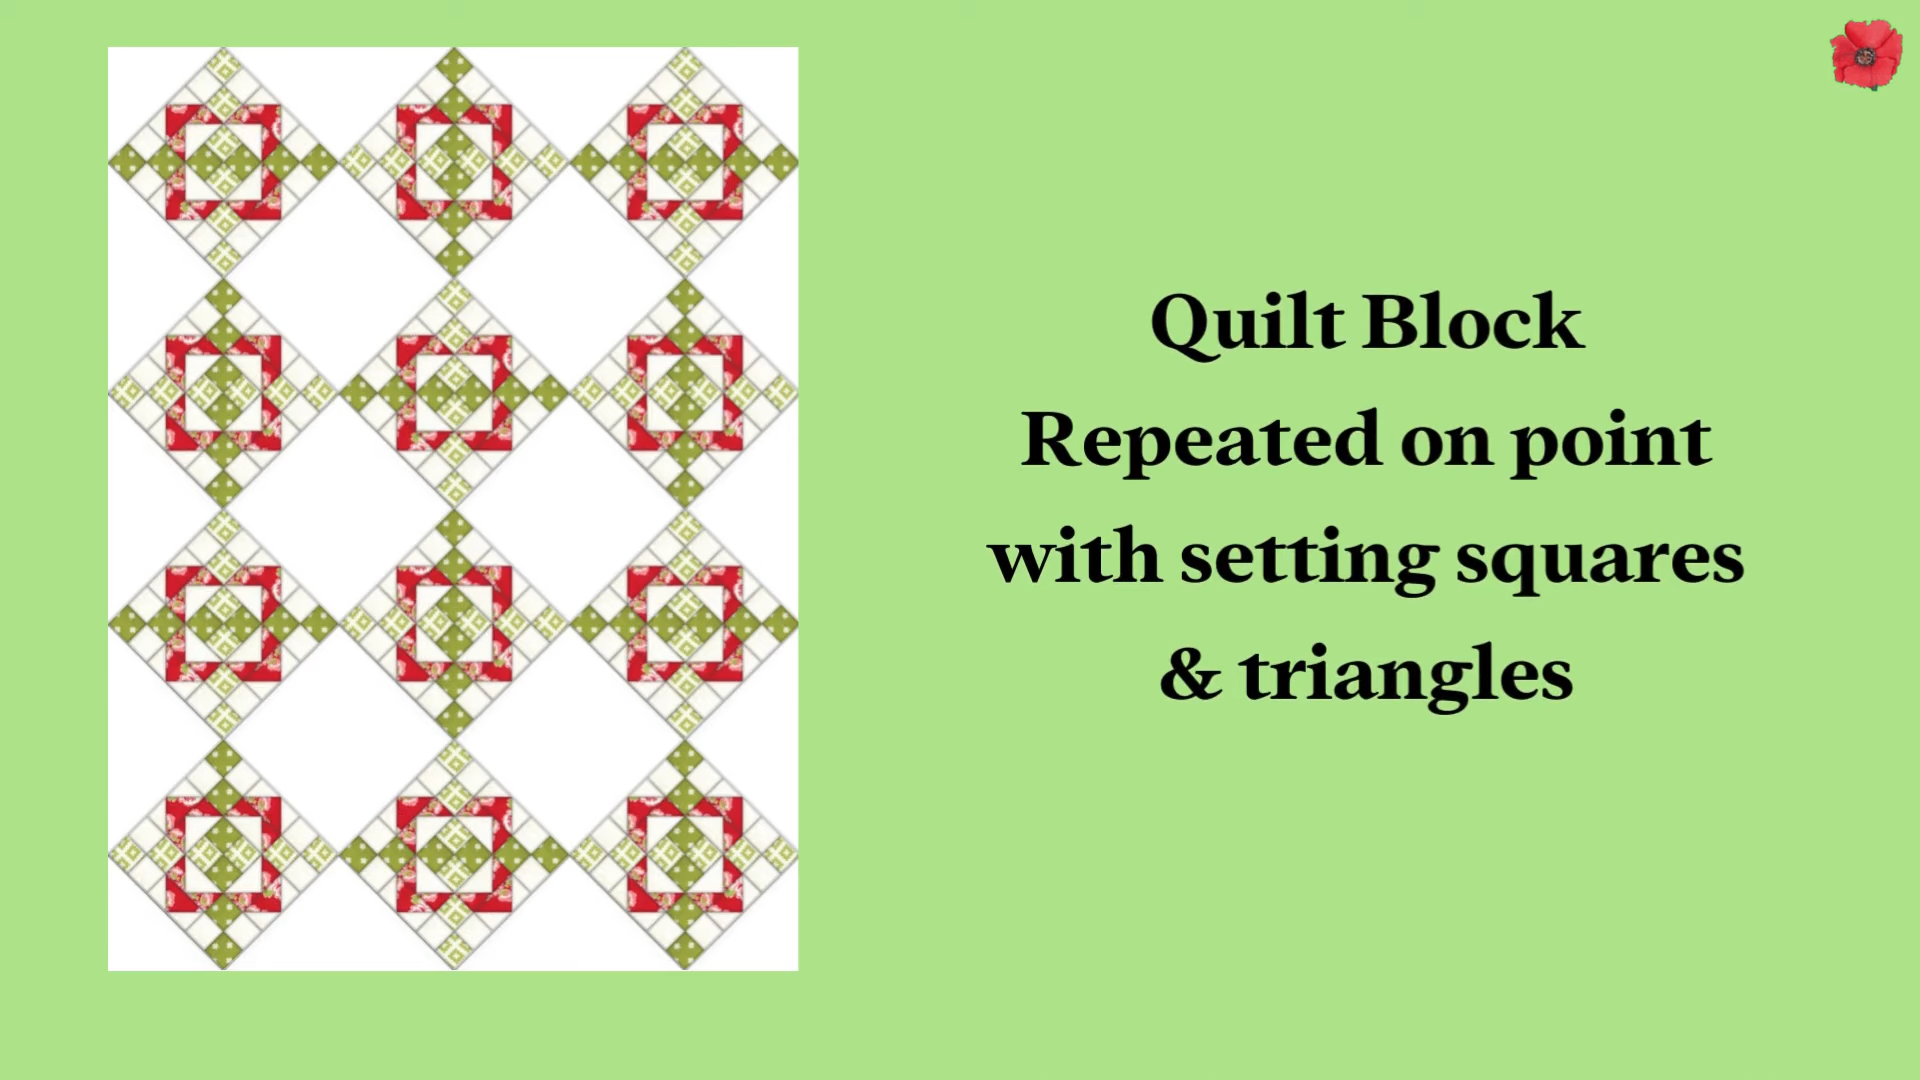 Quilt Block
Repeated on point
with setting squares
& triangles